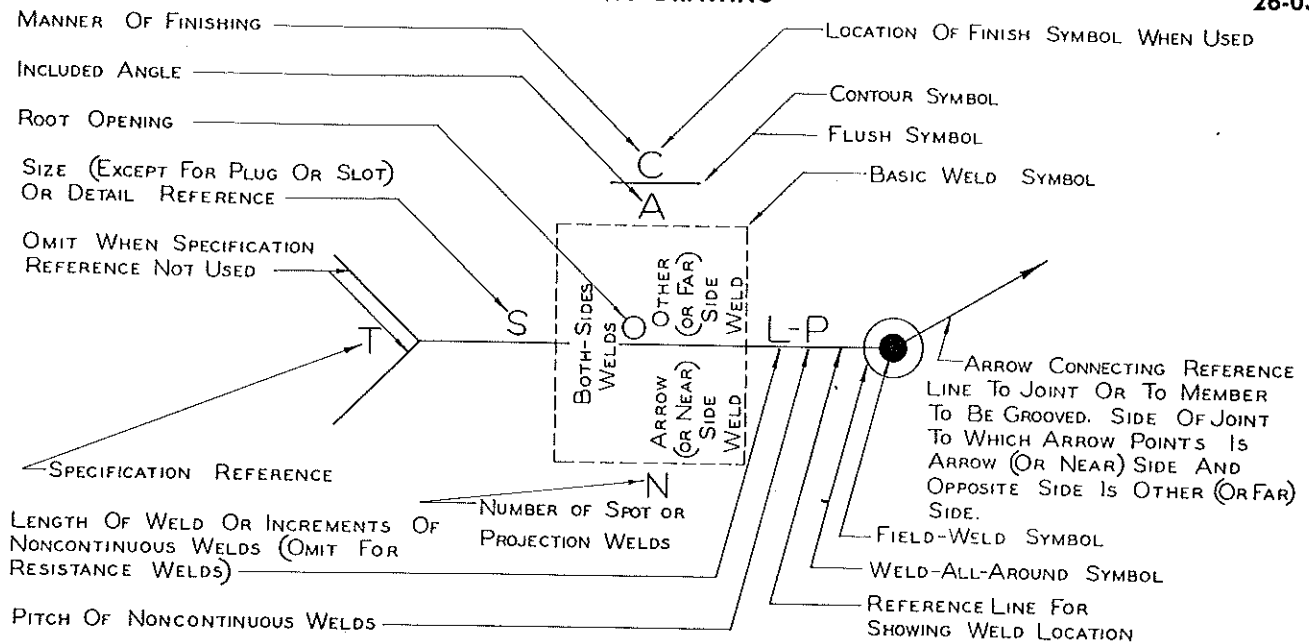 26-03
MANNER OF FINISHING
LOCATION OF FINISH SYMBOL WHEN USED
INCLUDED ANGLE
CONTOUR SYMBOL
ROOT OPENING
FLUSH SYMBOL
C
SIZE (EXCEPT FOR PLUG OR SLOT)
OR DETAIL REFERENCE
BASIC WELD SYMBOL
A
OMIT WHEN SPECIFICATION
REFERENCE NOT USED
T
S
BOTH-SIDES
WELDS
O
OTHER
(OR FAR)
SIDE
WELD
ARROW
(OR NEAR)
SIDE
WELD
L-P
N
ARROW CONNECTING REFERENCE
LINE TO JOINT OR TO MEMBER
TO BE GROOVED. SIDE OF JOINT
TO WHICH ARROW POINTS IS
ARROW (OR NEAR) SIDE AND
OPPOSITE SIDE IS OTHER (OR FAR)
SIDE.
SPECIFICATION REFERENCE
NUMBER OF SPOT OR
PROJECTION WELDS
LENGTH OF WELD OR INCREMENTS OF
NONCONTINUOUS WELDS (OMIT FOR
RESISTANCE WELDS)
FIELD-WELD SYMBOL
WELD-ALL-AROUND SYMBOL
PITCH OF NONCONTINUOUS WELDS
REFERENCE LINE FOR
SHOWING WELD LOCATION